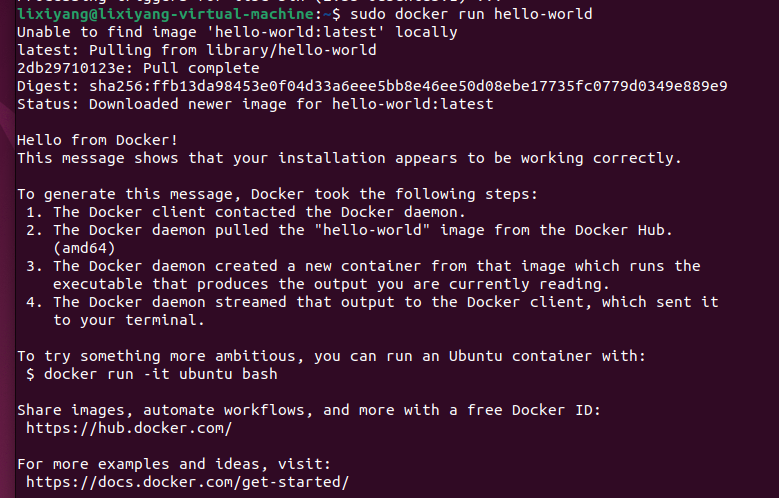 lixiyang@lixiyang-virtual-machine:~$ sudo docker run hello-world
Unable to find image 'hello-world:latest' locally
latest: Pulling from library/hello-world
2db29710123e: Pull complete
Digest: sha256:ffb13da98453e0f04d33a6eee5bb8e46ee50d08ebe17735fc0779d0349e889e9
Status: Downloaded newer image for hello-world:latest

Hello from Docker!
This message shows that your installation appears to be working correctly.

To generate this message, Docker took the following steps:
 1. The Docker client contacted the Docker daemon.
 2. The Docker daemon pulled the "hello-world" image from the Docker Hub.
    (amd64)
 3. The Docker daemon created a new container from that image which runs the
    executable that produces the output you are currently reading.
 4. The Docker daemon streamed that output to the Docker client, which sent it
    to your terminal.

To try something more ambitious, you can run an Ubuntu container with:
 $ docker run -it ubuntu bash

Share images, automate workflows, and more with a free Docker ID:
 https://hub.docker.com/

For more examples and ideas, visit:
 https://docs.docker.com/get-started/